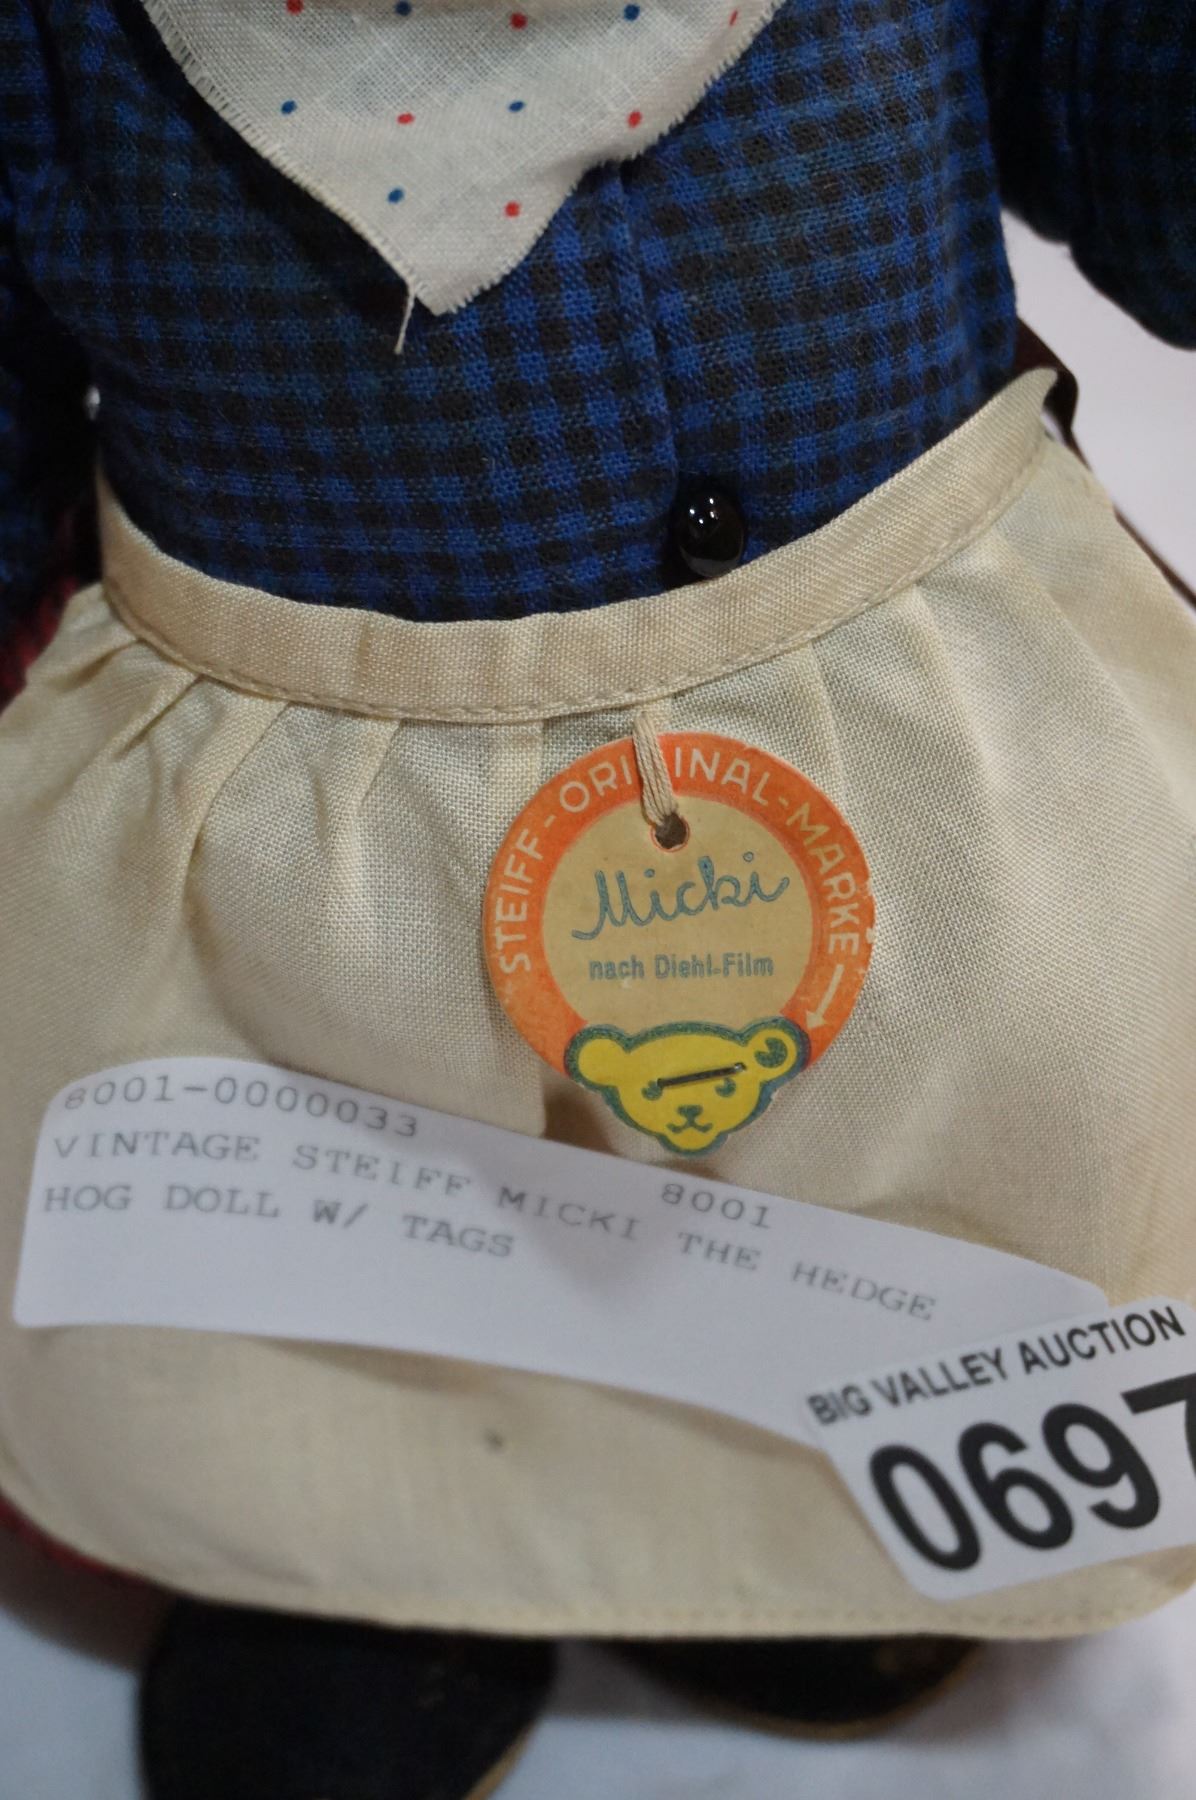 STEIFF-ORIGINAL-MARKE
Micki
nach Diehl-Film
8001-0000033 8001
VINTAGE STEIFF MICKI THE HEDGE
HOG DOLL W/ TAGS
BIG VALLEY AUCTION
0697